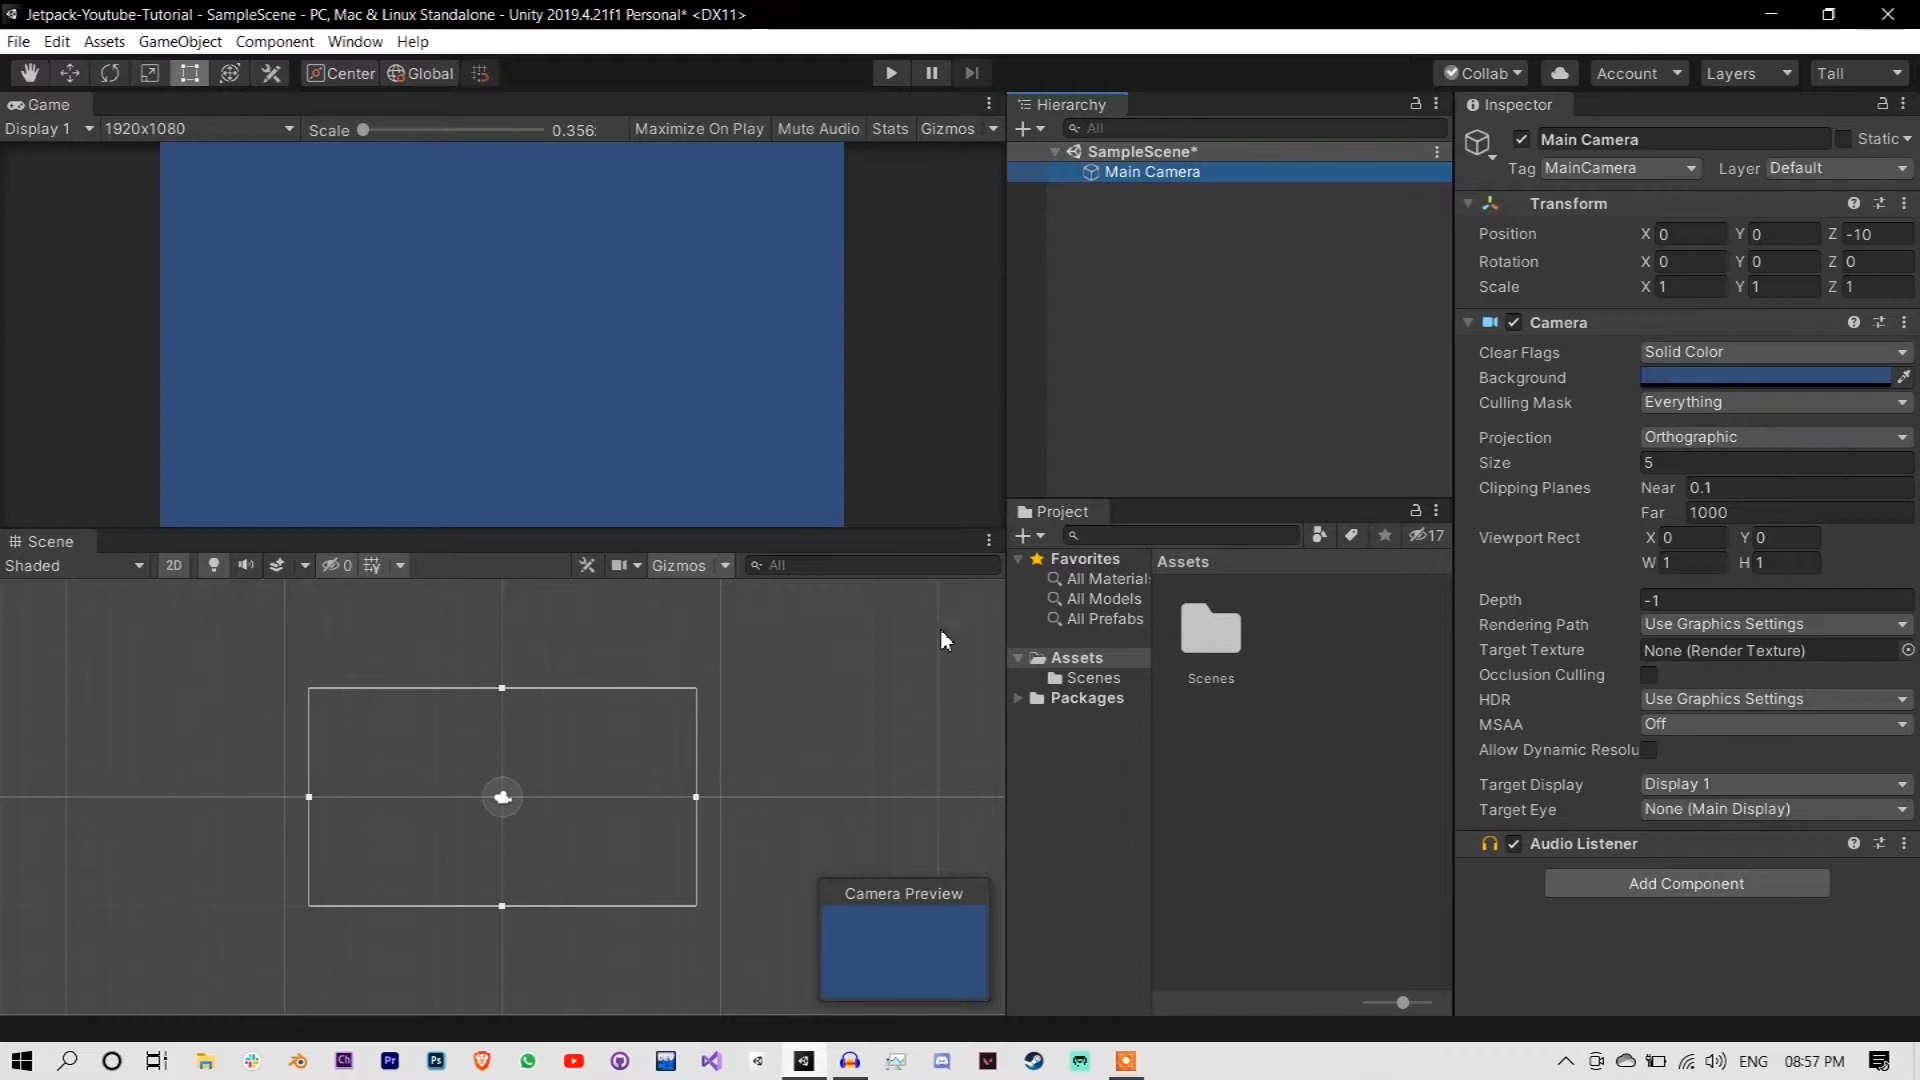 Jetpack-Youtube-Tutorial - SampleScene - PC, Mac & Linux Standalone - Unity 2019.4.21f1 Personal* <DX11>
File Edit Assets GameObject Component Window Help
Center Global Collab Account Layers Tall
Game
Display 1 1920x1080 Scale 0.356: Maximize On Play Mute Audio Stats Gizmos
Hierarchy
All
SampleScene*
Main Camera
Inspector
Main Camera Static
Tag MainCamera Layer Default
Transform
Position X 0 Y 0 Z -10
Rotation X 0 Y 0 Z 0
Scale X 1 Y 1 Z 1
Camera
Clear Flags Solid Color
Background
Culling Mask Everything
Projection Orthographic
Size 5
Clipping Planes Near 0.1
Far 1000
Viewport Rect X 0 Y 0
W 1 H 1
Depth -1
Rendering Path Use Graphics Settings
Target Texture None (Render Texture)
Occlusion Culling
HDR Use Graphics Settings
MSAA Off
Allow Dynamic Resolu
Target Display Display 1
Target Eye None (Main Display)
Audio Listener
Add Component
Scene
Shaded 2D 0 Gizmos All
Camera Preview
Project
17
Favorites
All Materials
All Models
All Prefabs
Assets
Scenes
Packages
Assets
Scenes
Ch Pr Ps DEV
ENG 08:57 PM